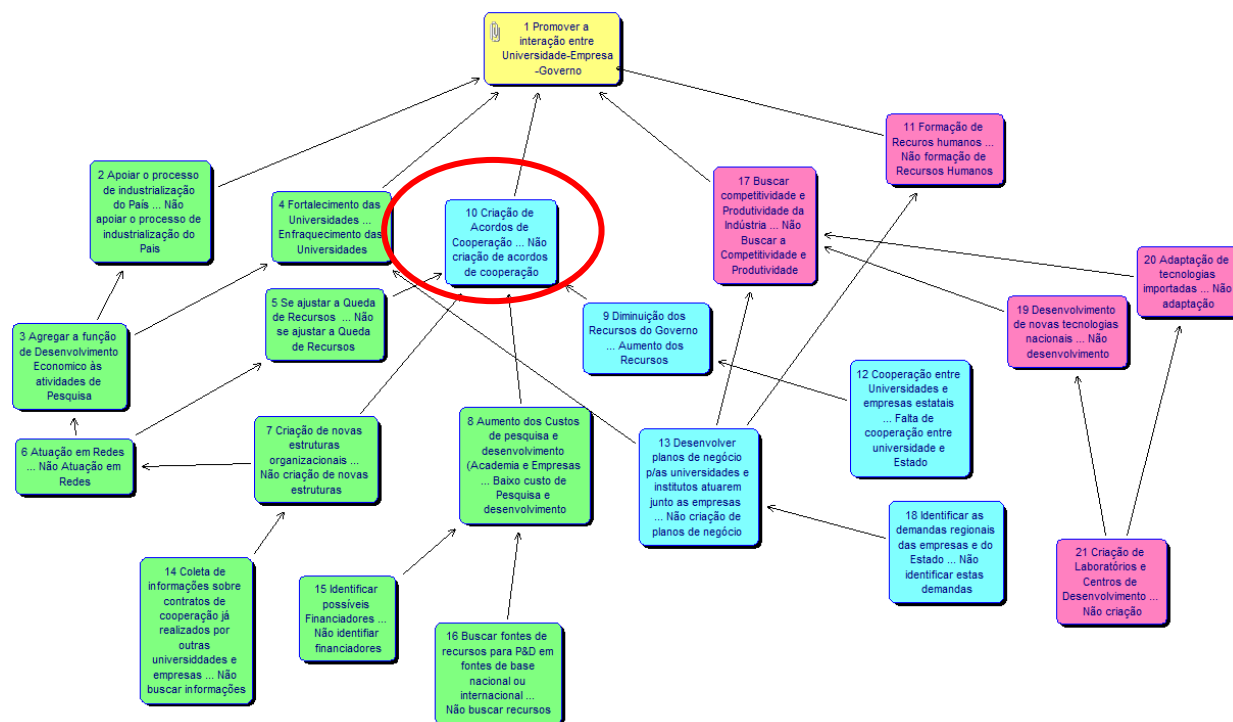 1 Promover a
interação entre
Universidade-Empresa
-Governo
11 Formação de
Recuros humanos ...
Não formação de
Recursos Humanos
2 Apoiar o processo
de industrialização
do País ... Não
apoiar o processo de
industrialização do
Pais
4 Fortalecimento das
Universidades ...
Enfraquecimento das
Universidades
10 Criação de
Acordos de
Cooperação ... Não
criação de acordos
de cooperação
17 Buscar
competitividade e
Produtividade da
Indústria ... Não
Buscar a
Competitividade e
Produtividade
20 Adaptação de
tecnologias
importadas ... Não
adaptação
5 Se ajustar a Queda
de Recursos ... Não
se ajustar a Queda
de Recursos
9 Diminuição dos
Recursos do Governo
... Aumento dos
Recursos
19 Desenvolvimento
de novas tecnologias
nacionais ... Não
desenvolvimento
3 Agregar a função
de Desenvolvimento
Economico às
atividades de
Pesquisa
12 Cooperação entre
Universidades e
empresas estatais
... Falta de
cooperação entre
universidade e
Estado
6 Atuação em Redes
... Não Atuação em
Redes
7 Criação de novas
estruturas
organizacionais ...
Não criação de novas
estruturas
8 Aumento dos Custos
de pesquisa e
desenvolvimento
(Academia e Empresas
... Baixo custo de
Pesquisa e
desenvolvimento
13 Desenvolver
planos de negócio
p/as universidades e
institutos atuarem
junto as empresas
... Não criação de
planos de negócio
18 Identificar as
demandas regionais
das empresas e do
Estado ... Não
identificar estas
demandas
21 Criação de
Laboratórios e
Centros de
Desenvolvimento ...
Não criação
14 Coleta de
informações sobre
contratos de
cooperação já
realizados por
outras
universiddades e
empresas ... Não
buscar informações
15 Identificar
possíveis
Financiadores ...
Não identifiar
financiadores
16 Buscar fontes de
recursos para P&D em
fontes de base
nacional ou
internacional ...
Não buscar recursos